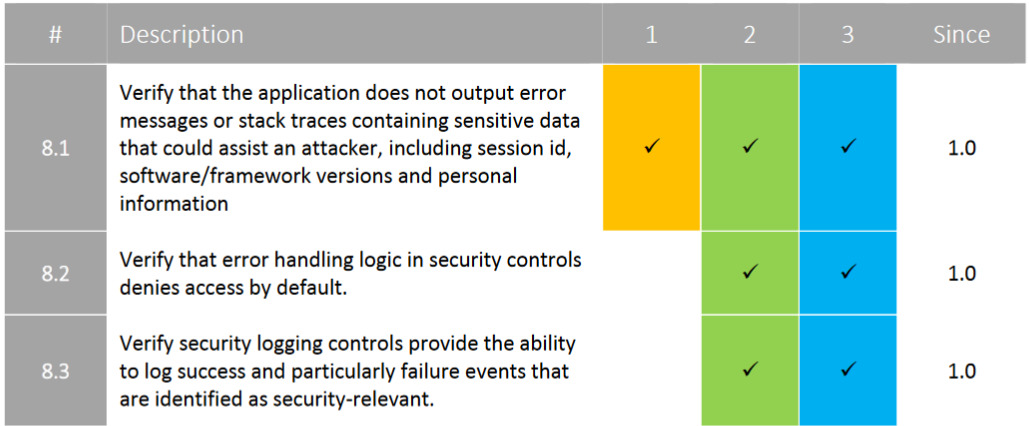 # Description 1 2 3 Since
8.1 Verify that the application does not output error
messages or stack traces containing sensitive data
that could assist an attacker, including session id,
software/framework versions and personal
information
✓ ✓ ✓ 1.0
8.2 Verify that error handling logic in security controls
denies access by default.
✓ ✓ 1.0
8.3 Verify security logging controls provide the ability
to log success and particularly failure events that
are identified as security-relevant.
✓ ✓ 1.0